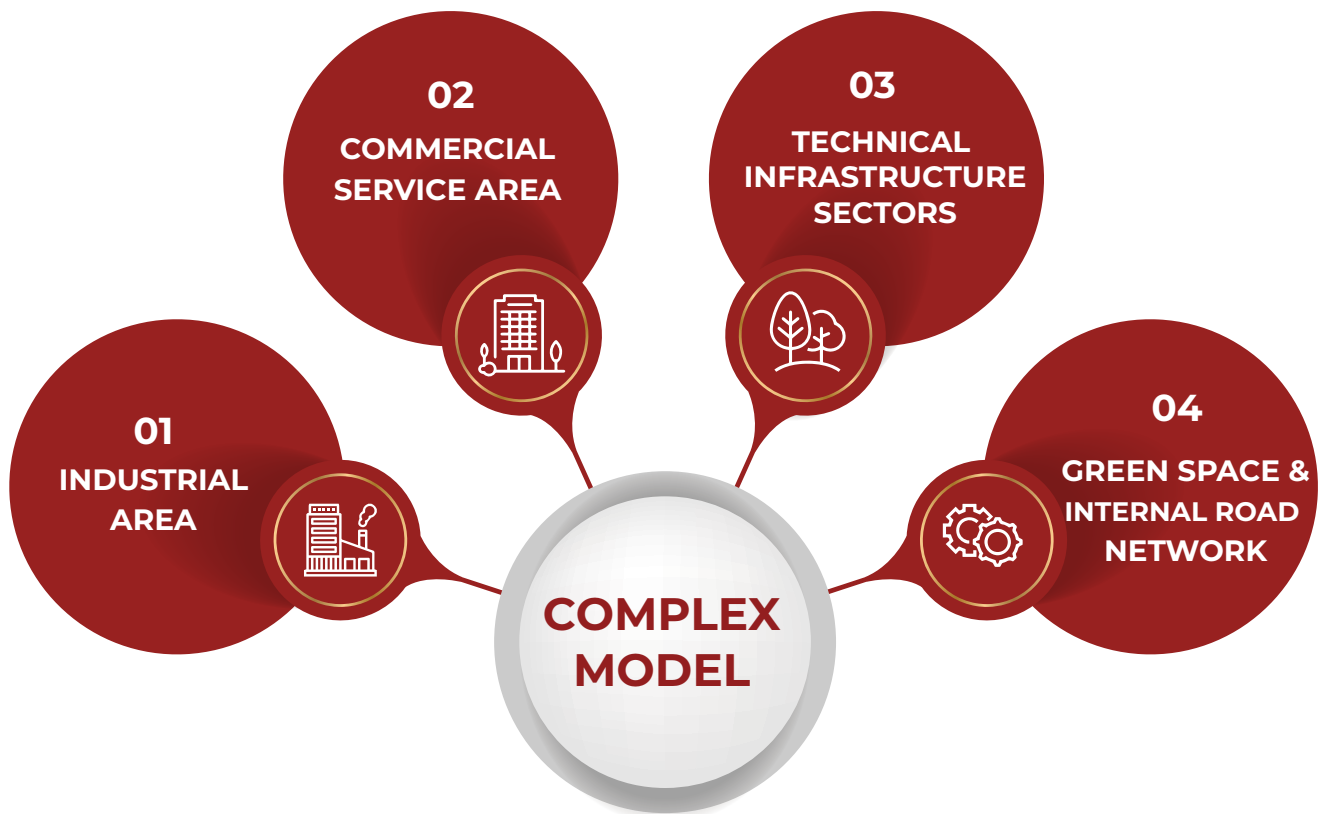 01
INDUSTRIAL
AREA
02
COMMERCIAL
SERVICE AREA
03
TECHNICAL
INFRASTRUCTURE
SECTORS
04
GREEN SPACE &
INTERNAL ROAD
NETWORK
COMPLEX
MODEL